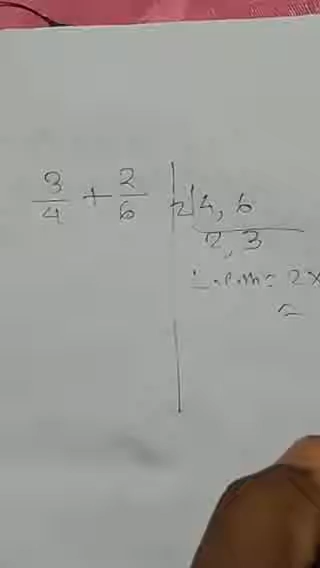 3/4 + 2/6
2 | 4, 6
2, 3
L.C.M = 2×
=